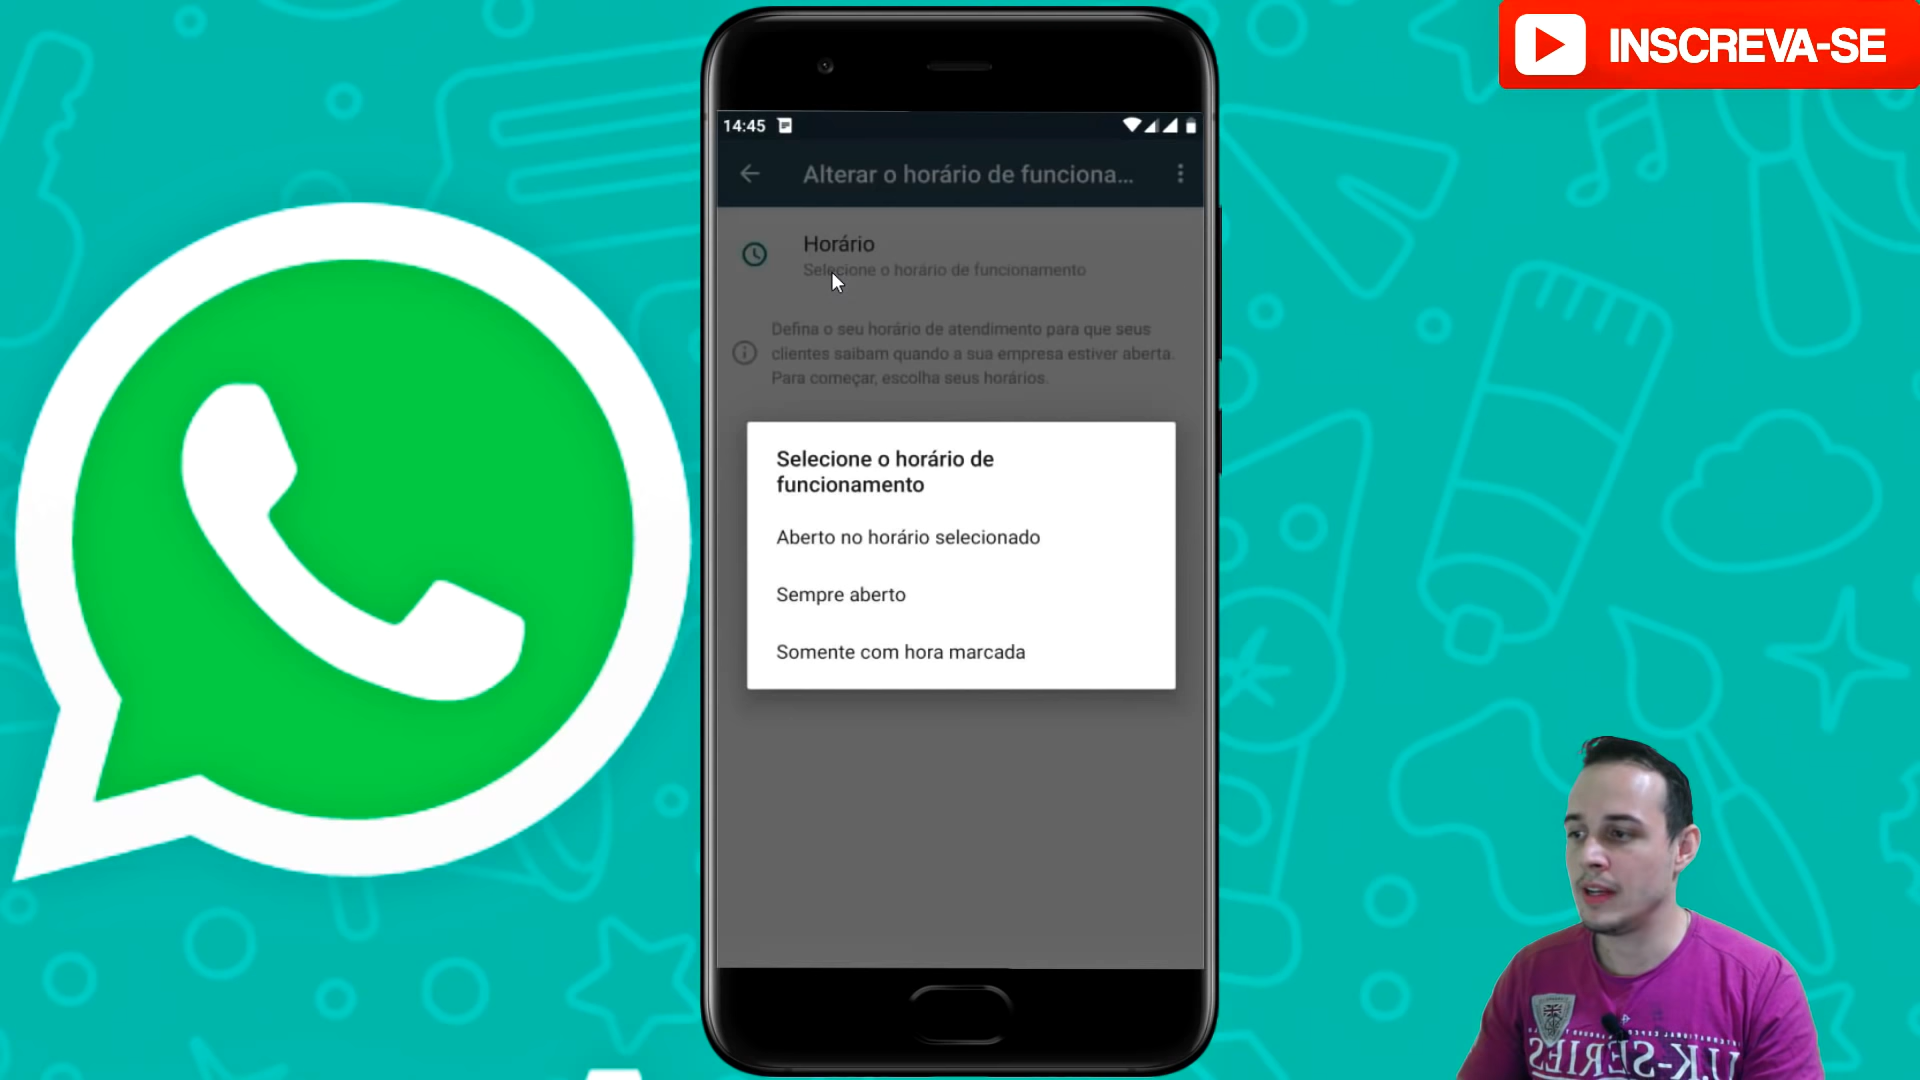 INSCREVA-SE
14:45
Alterar o horário de funciona...
Horário
Selecione o horário de funcionamento
Defina o seu horário de atendimento para que seus
clientes saibam quando a sua empresa estiver aberta.
Para começar, escolha seus horários.
Selecione o horário de
funcionamento
Aberto no horário selecionado
Sempre aberto
Somente com hora marcada
U.K-SERIES